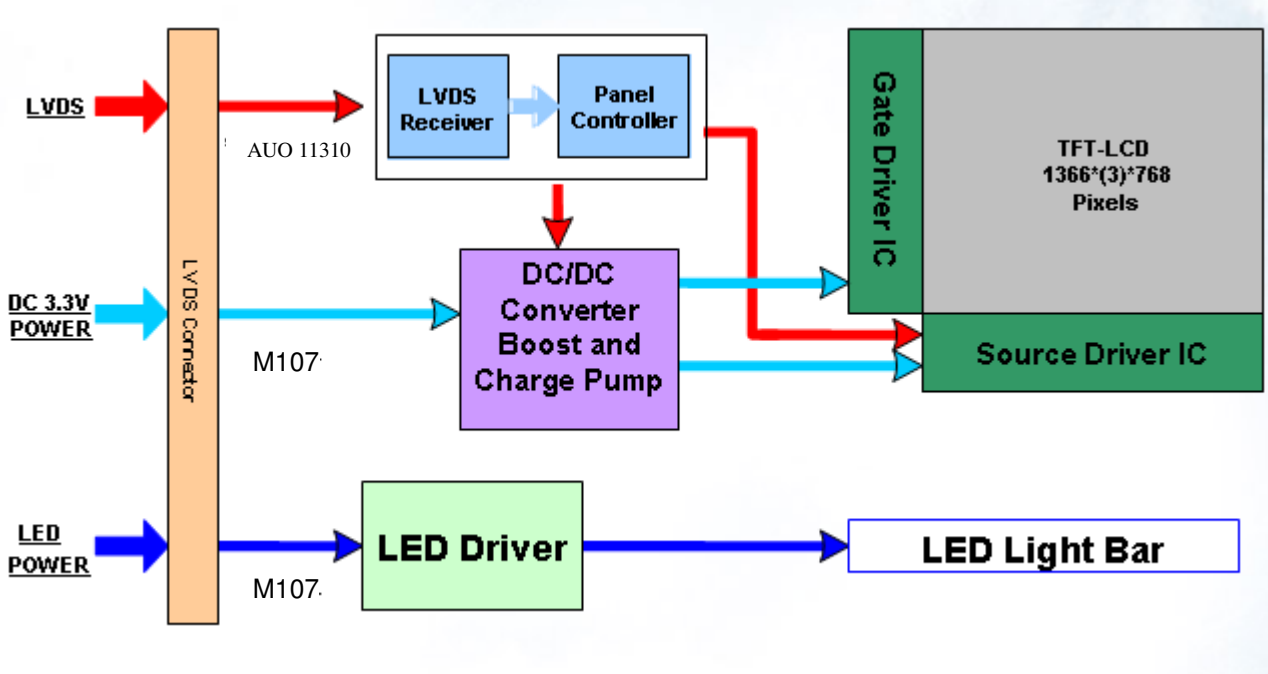 LVDS
LVDS
Receiver
Panel
Controller
AUO 11310
Gate Driver IC
TFT-LCD
1366*(3)*768
Pixels
LVDS Connector
DC 3.3V
POWER
M107
DC/DC
Converter
Boost and
Charge Pump
Source Driver IC
LED
POWER
M107
LED Driver
LED Light Bar